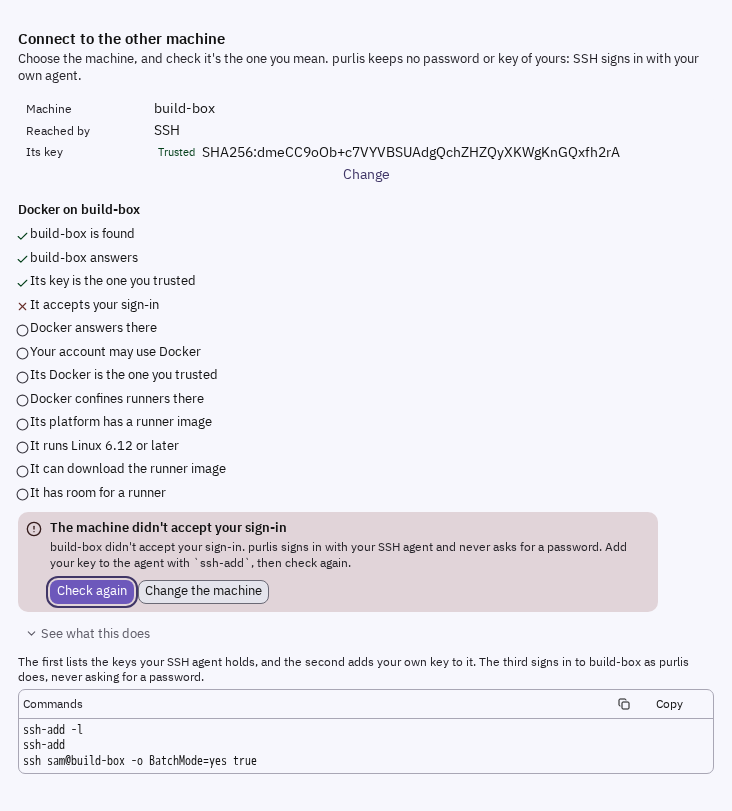 Connect to the other machine
Choose the machine, and check it's the one you mean. purlis keeps no password or key of yours: SSH signs in with your
own agent.
Machine build-box
Reached by SSH
Its key Trusted SHA256:dmeCC9oOb+c7VYVBSUAdgQchZHZQyXKWgKnGQxfh2rA
Change
Docker on build-box
build-box is found
build-box answers
Its key is the one you trusted
It accepts your sign-in
Docker answers there
Your account may use Docker
Its Docker is the one you trusted
Docker confines runners there
Its platform has a runner image
It runs Linux 6.12 or later
It can download the runner image
It has room for a runner
The machine didn't accept your sign-in
build-box didn't accept your sign-in. purlis signs in with your SSH agent and never asks for a password. Add
your key to the agent with `ssh-add`, then check again.
Check again Change the machine
See what this does
The first lists the keys your SSH agent holds, and the second adds your own key to it. The third signs in to build-box as purlis
does, never asking for a password.
Commands Copy
ssh-add -l
ssh-add
ssh sam@build-box -o BatchMode=yes true